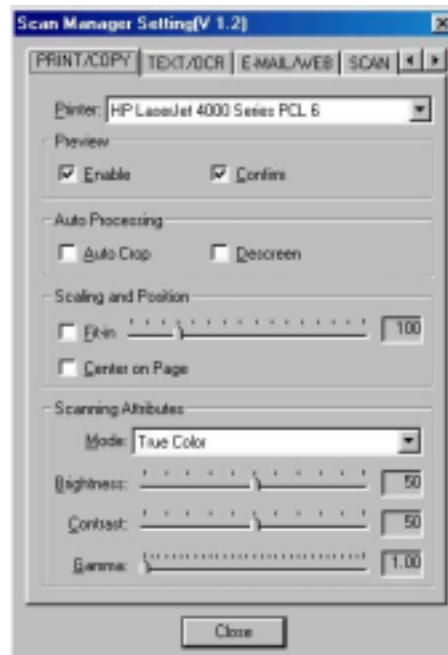 Scan Manager Setting(V 1.2)
PRINT/COPY TEXT/OCR E-MAIL/WEB SCAN
Printer: HP LaserJet 4000 Series PCL 6
Preview
Enable Confirm
Auto Processing
Auto Crop Descreen
Scaling and Position
Fit-in 100
Center on Page
Scanning Attributes
Mode: True Color
Brightness: 50
Contrast: 50
Gamma: 1.00
Close